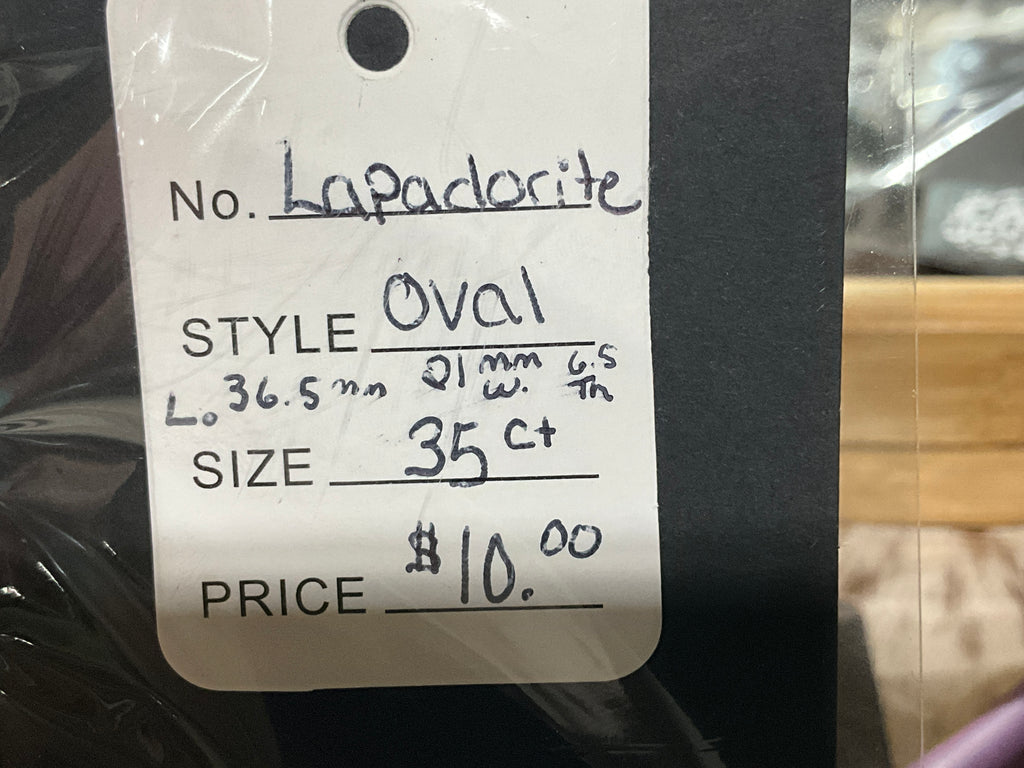 No. Lapadorite
STYLE Oval
L. 36.5 mm 21 mm w. 6.5 Th
SIZE 35 ct
PRICE $10.00